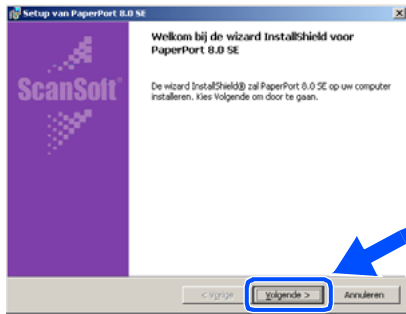 Setup van PaperPort 8.0 SE
Welkom bij de wizard InstallShield voor
PaperPort 8.0 SE
ScanSoft®
De wizard InstallShield® zal PaperPort 8.0 SE op uw computer
installeren. Kies Volgende om door te gaan.
< Vorige Volgende > Annuleren